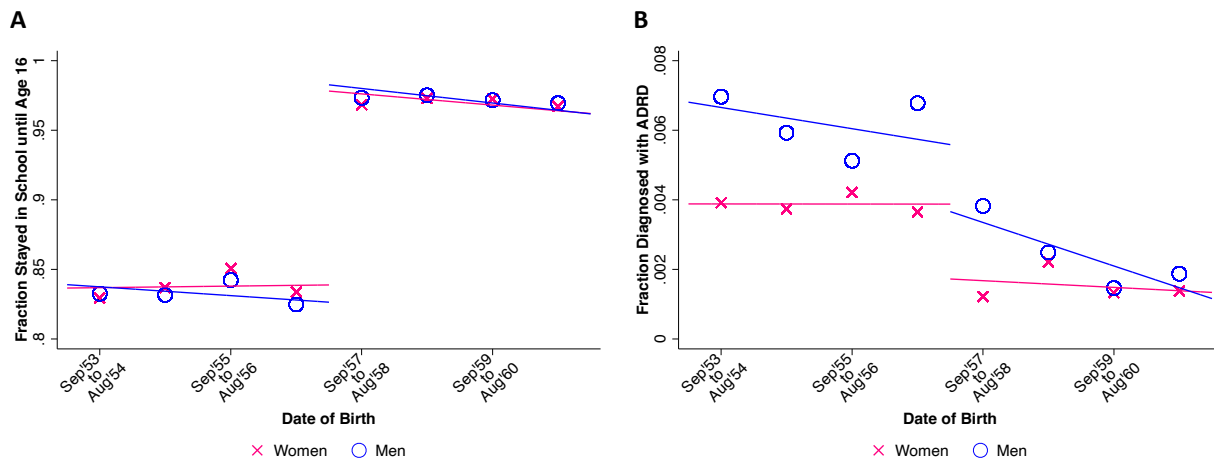 A
Fraction Stayed in School until Age 16
1
.95
.9
.85
.8
Sep'53
to
Aug'54
Sep'55
to
Aug'56
Sep'57
to
Aug'58
Sep'59
to
Aug'60
Date of Birth
Women
Men
B
Fraction Diagnosed with ADRD
.008
.006
.004
.002
0
Sep'53
to
Aug'54
Sep'55
to
Aug'56
Sep'57
to
Aug'58
Sep'59
to
Aug'60
Date of Birth
Women
Men